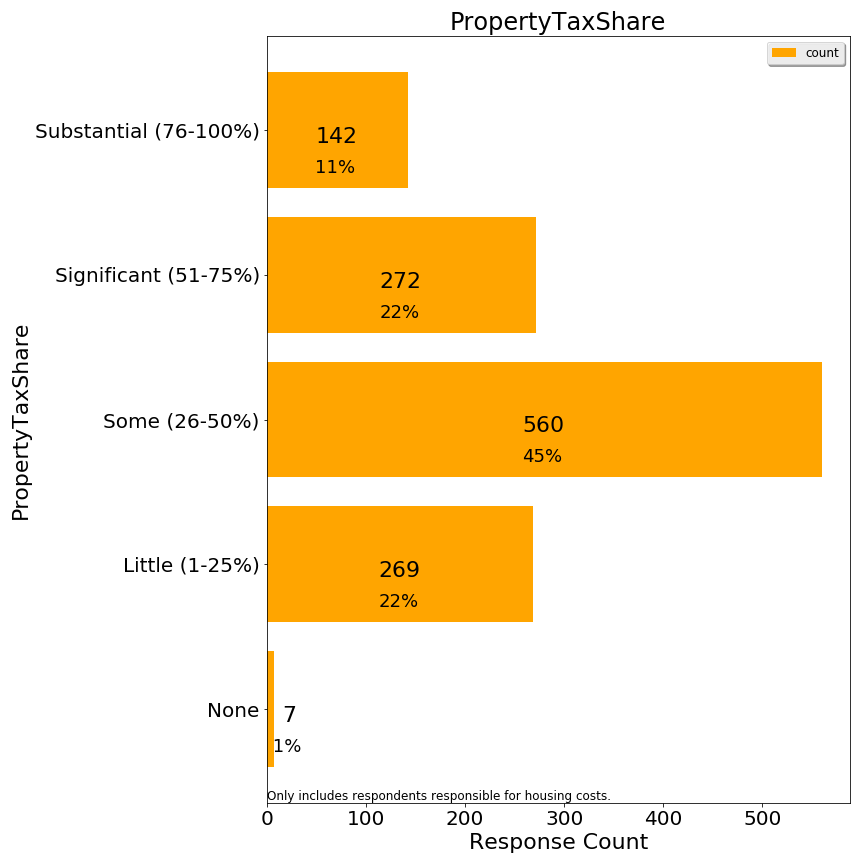 PropertyTaxShare
count
Substantial (76-100%)
142
11%
Significant (51-75%)
272
22%
Some (26-50%)
560
45%
Little (1-25%)
269
22%
None
7
1%
PropertyTaxShare
Only includes respondents responsible for housing costs.
0 100 200 300 400 500
Response Count